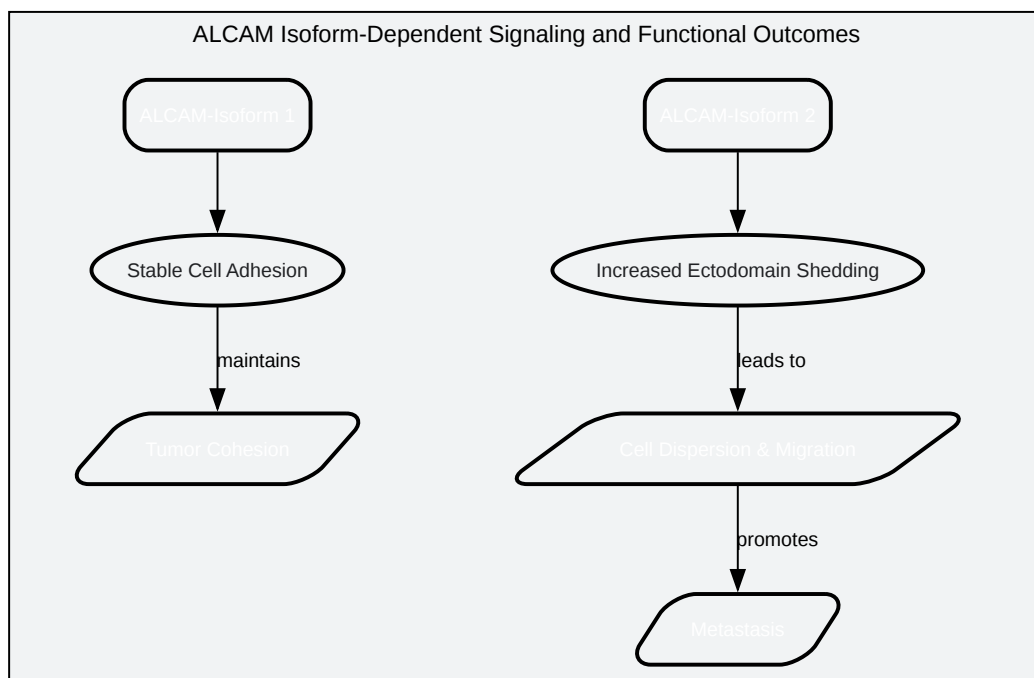 ALCAM Isoform-Dependent Signaling and Functional Outcomes
ALCAM-Isoform 1
ALCAM-Isoform 2
Stable Cell Adhesion
Increased Ectodomain Shedding
maintains
leads to
Tumor Cohesion
Cell Dispersion & Migration
promotes
Metastasis